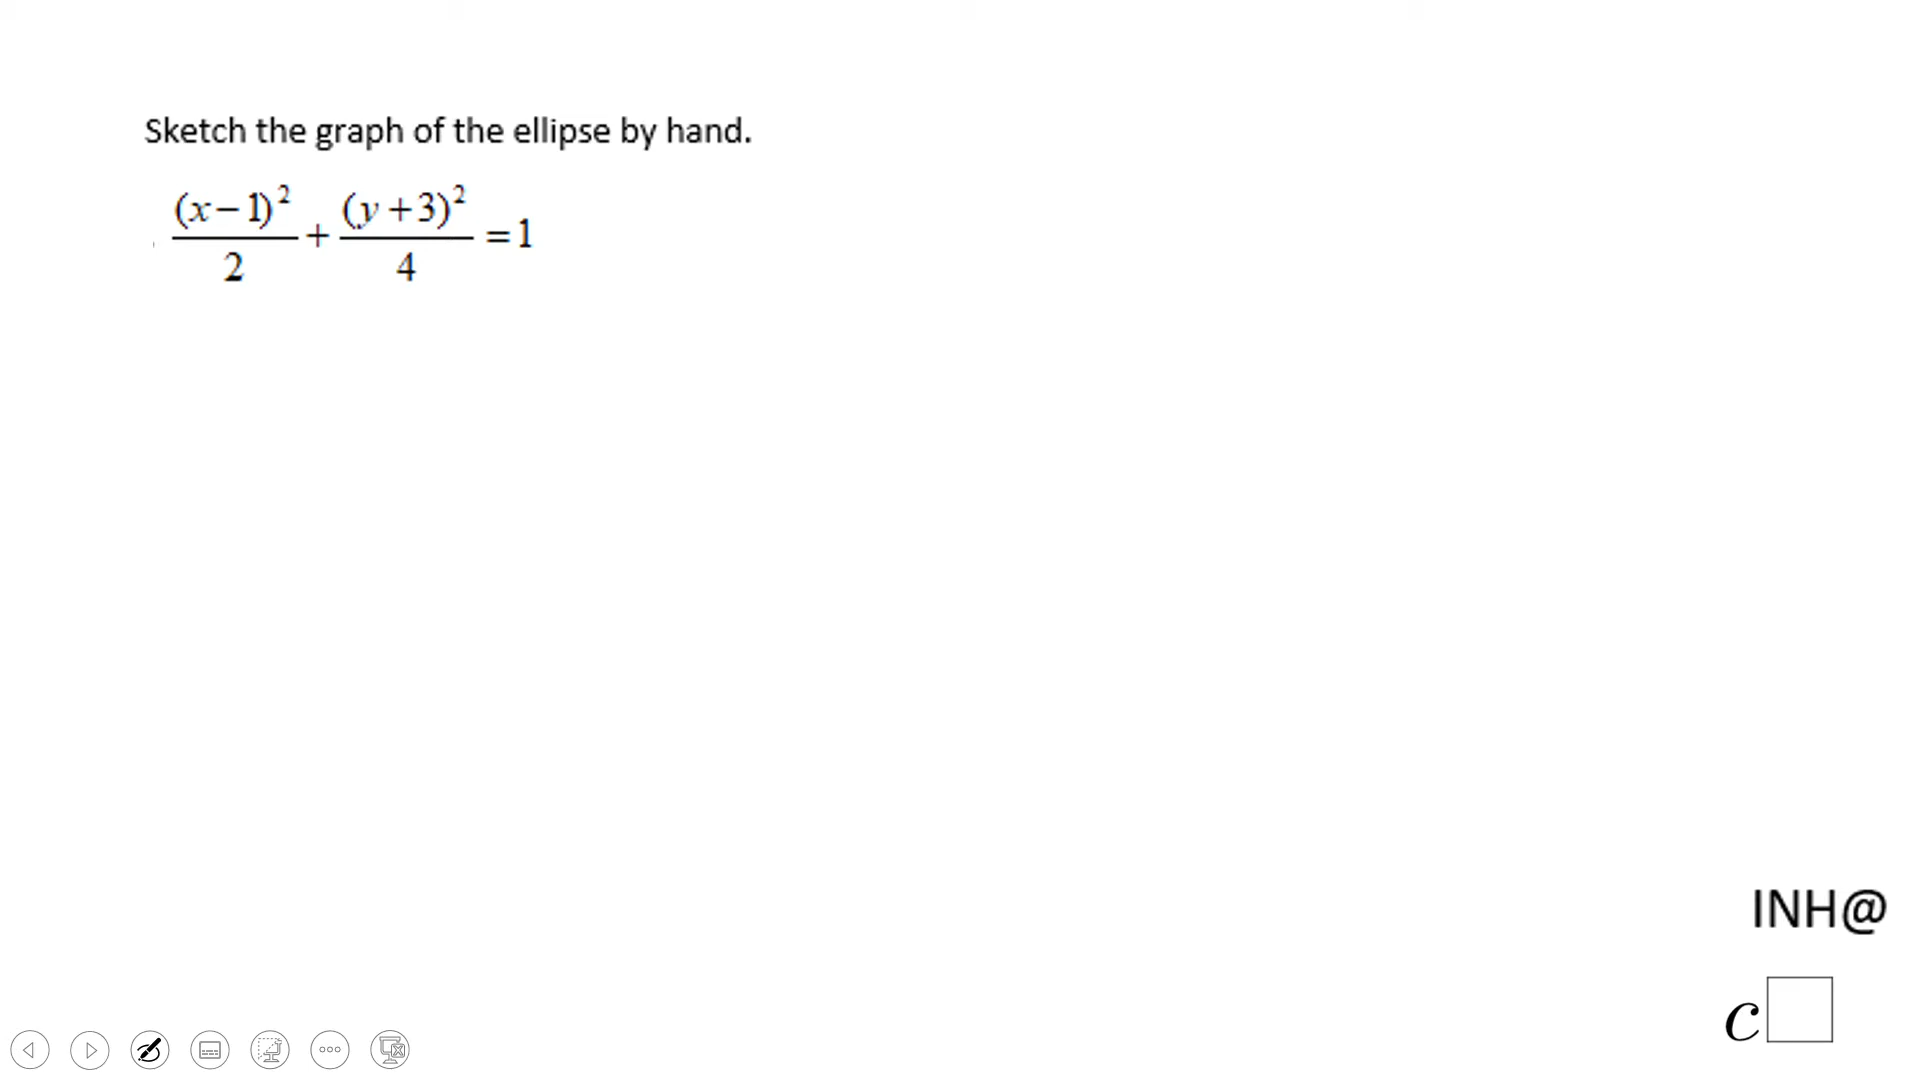 Sketch the graph of the ellipse by hand.
(x−1)²/2 + (y+3)²/4 = 1
INH@
c□